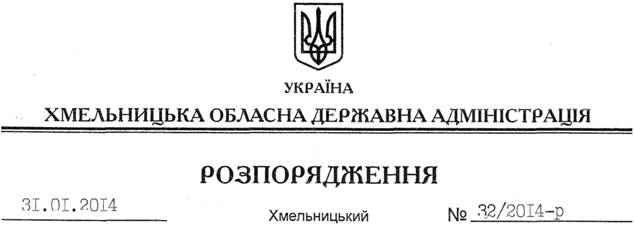 УКРАЇНА
ХМЕЛЬНИЦЬКА ОБЛАСНА ДЕРЖАВНА АДМІНІСТРАЦІЯ
РОЗПОРЯДЖЕННЯ
31.01.2014 Хмельницький № 32/2014-р